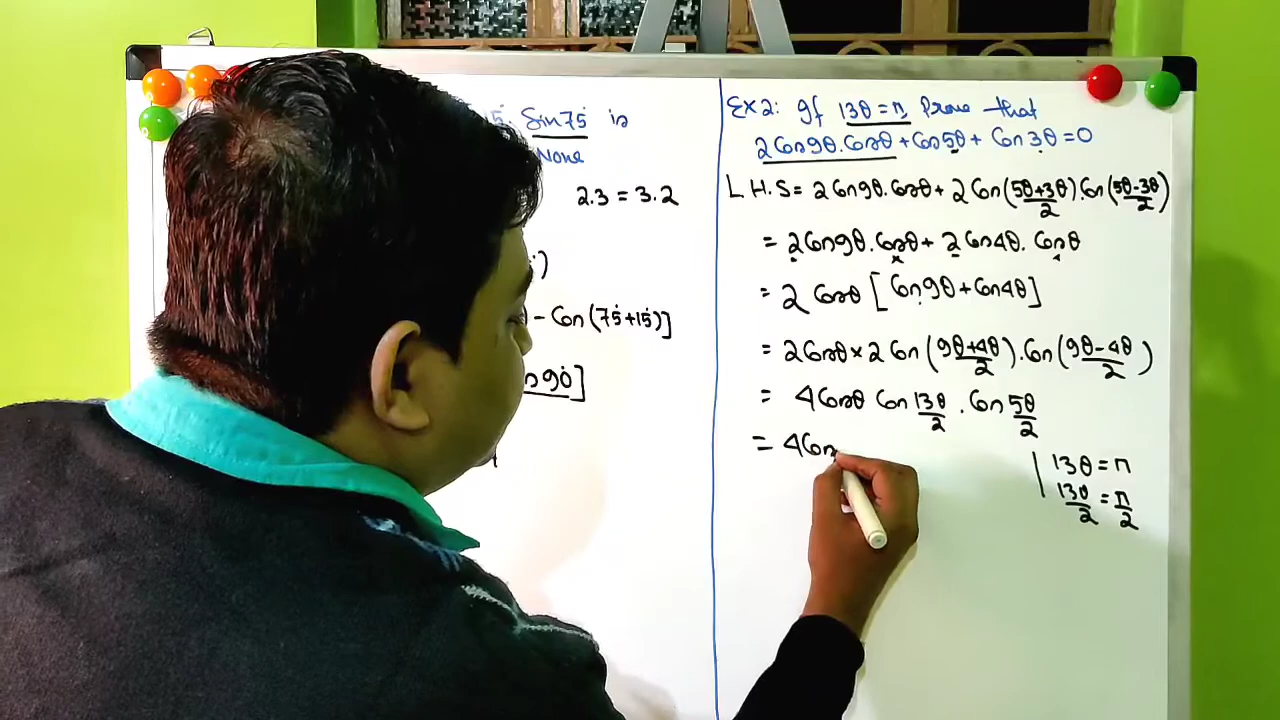 Sin75 is
None
2.3 = 3.2
)
- Cos (75+15)]
90]
Ex2: If 13θ = π, Prove that
2Cos9θ.Cosθ + Cos5θ + Cos3θ = 0
L.H.S = 2Cos9θ.Cosθ + 2Cos(5θ+3θ/2).Cos(5θ-3θ/2)
= 2Cos9θ.Cosθ + 2Cos4θ.Cosθ
= 2Cosθ [Cos9θ + Cos4θ]
= 2Cosθ × 2Cos(9θ+4θ/2).Cos(9θ-4θ/2)
= 4Cosθ Cos 13θ/2 . Cos 5θ/2
= 4Cos
13θ = π
13θ/2 = π/2